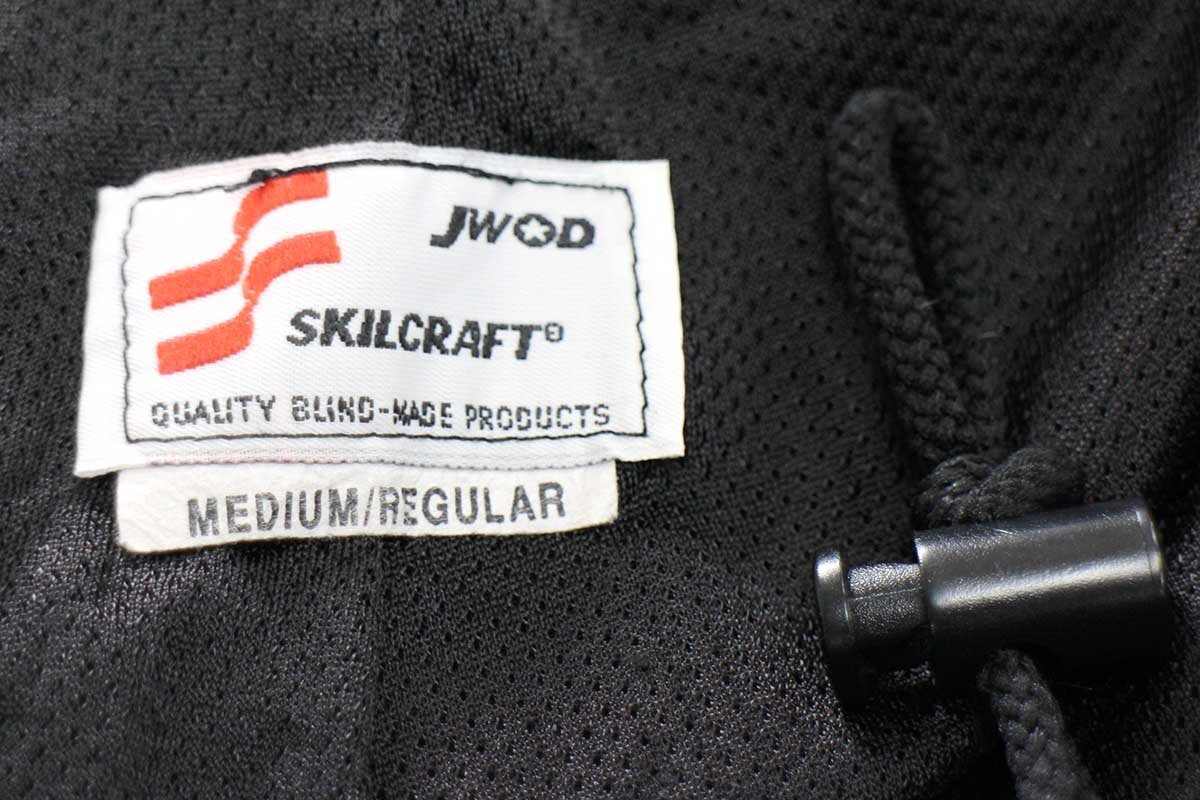 JWOD
SKILCRAFT®
QUALITY BLIND-MADE PRODUCTS
MEDIUM/REGULAR